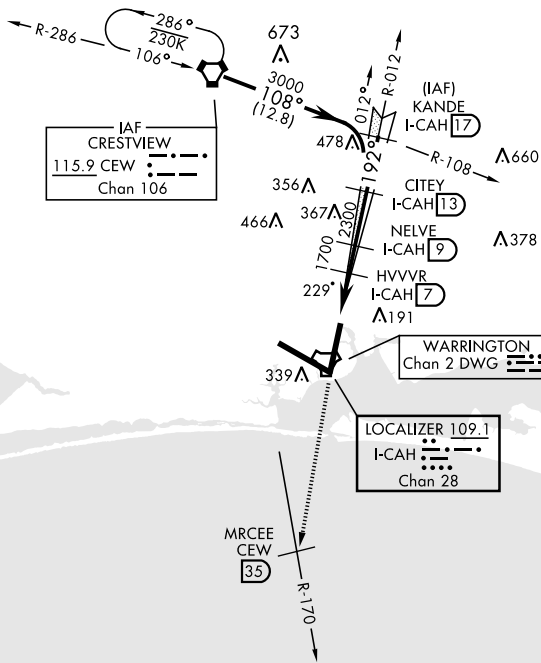 R-286
286°
230K
106°
673
3000
108°
(12.8)
IAF
CRESTVIEW
115.9 CEW
Chan 106
012°
R-012
(IAF)
KANDE
I-CAH 17
478
192°
R-108
660
356
CITEY
I-CAH 13
367
466
2300
NELVE
I-CAH 9
378
1700
HVVVR
I-CAH 7
229
191
WARRINGTON
Chan 2 DWG
339
LOCALIZER 109.1
I-CAH
Chan 28
MRCEE
CEW
35
R-170